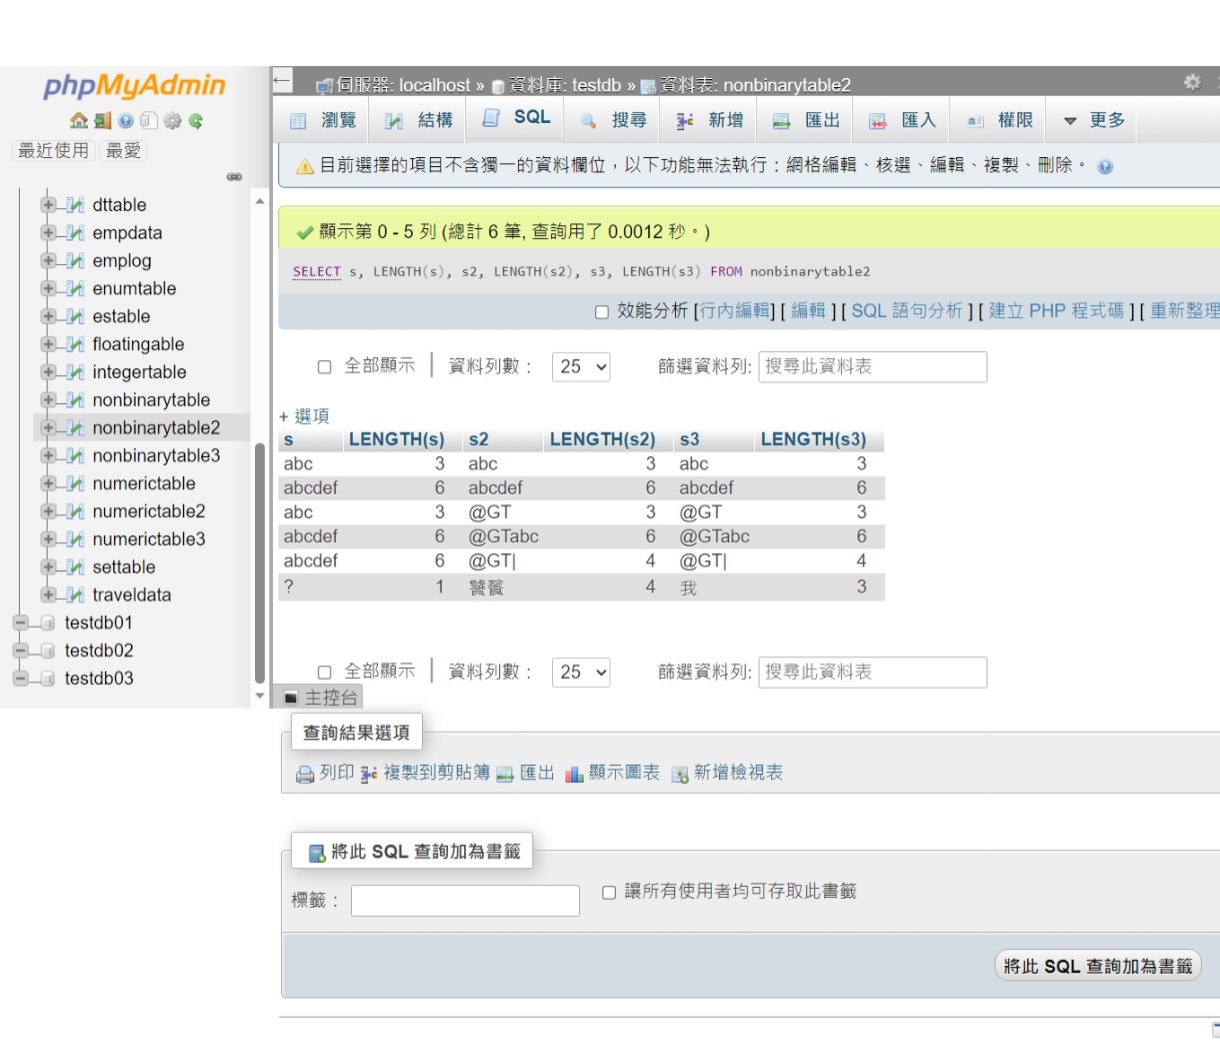 phpMyAdmin
最近使用 最愛
dttable
empdata
emplog
enumtable
estable
floatingable
integertable
nonbinarytable
nonbinarytable2
nonbinarytable3
numerictable
numerictable2
numerictable3
settable
traveldata
testdb01
testdb02
testdb03
伺服器: localhost » 資料庫: testdb » 資料表: nonbinarytable2
瀏覽 結構 SQL 搜尋 新增 匯出 匯入 權限 更多
目前選擇的項目不含獨一的資料欄位，以下功能無法執行：網格編輯、核選、編輯、複製、刪除。
顯示第 0 - 5 列 (總計 6 筆, 查詢用了 0.0012 秒。)
SELECT s, LENGTH(s), s2, LENGTH(s2), s3, LENGTH(s3) FROM nonbinarytable2
效能分析 [行內編輯] [ 編輯 ] [ SQL 語句分析 ] [ 建立 PHP 程式碼 ] [ 重新整理
全部顯示 | 資料列數： 25 篩選資料列: 搜尋此資料表
+ 選項
s LENGTH(s) s2 LENGTH(s2) s3 LENGTH(s3)
abc 3 abc 3 abc 3
abcdef 6 abcdef 6 abcdef 6
abc 3 @GT 3 @GT 3
abcdef 6 @GTabc 6 @GTabc 6
abcdef 6 @GT| 4 @GT| 4
? 1 4 我 3
全部顯示 | 資料列數： 25 篩選資料列: 搜尋此資料表
主控台
查詢結果選項
列印 複製到剪貼簿 匯出 顯示圖表 新增檢視表
將此 SQL 查詢加為書籤
標籤： 讓所有使用者均可存取此書籤
將此 SQL 查詢加為書籤